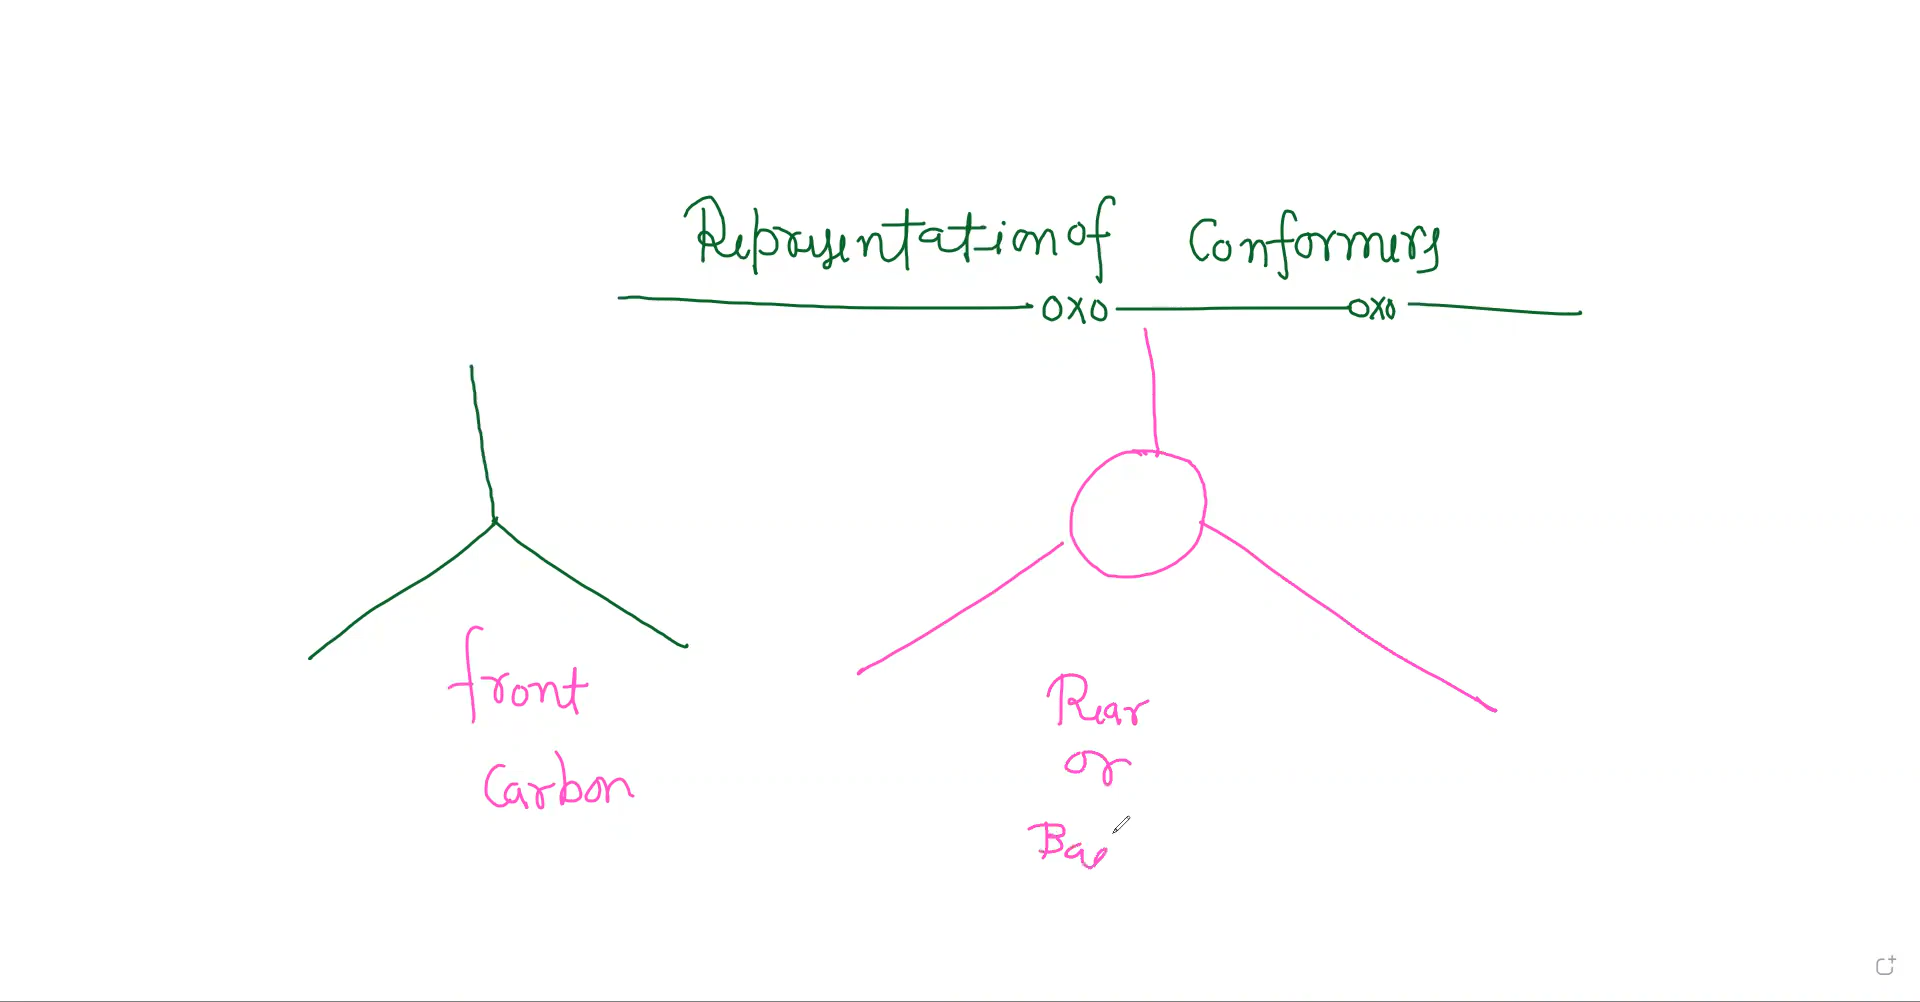 Representation of Conformers
OXO OXO
front
Carbon
Rear
or
Ba